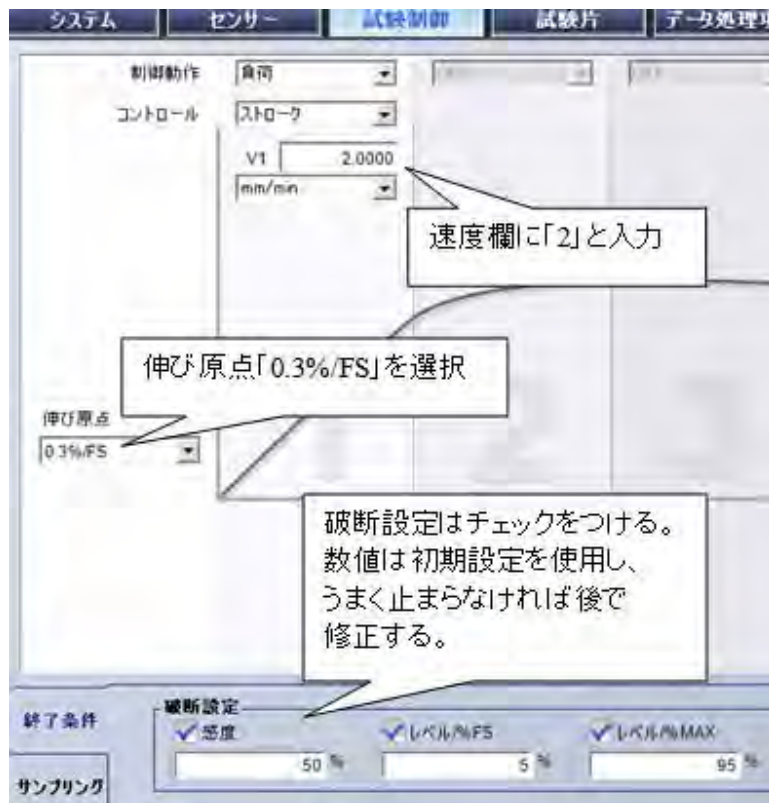 システム センサー 試験制御 試験片 データ処理項
制御動作 負荷
コントロール ストローク
V1 2.0000
mm/min
速度欄に「2」と入力
伸び原点「0.3%/FS」を選択
伸び原点
0.3%/FS
破断設定はチェックをつける。
数値は初期設定を使用し、
うまく止まらなければ後で
修正する。
終了条件
破断設定
感度 レベル/%FS レベル/%MAX
50 % 5 % 95 %
サンプリング